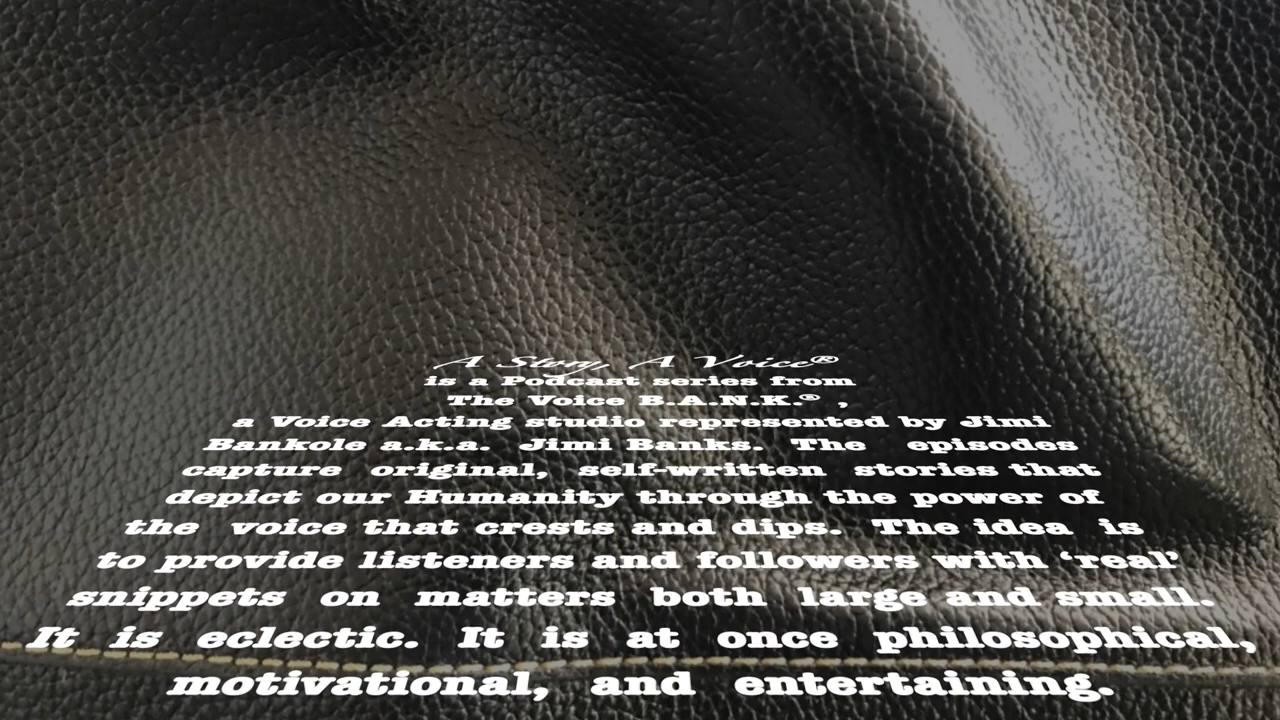 A Story, A Voice®
is a Podcast series from
The Voice B.A.N.K.® ,
a Voice Acting studio represented by Jimi
Bankole a.k.a. Jimi Banks. The episodes
capture original, self-written stories that
depict our Humanity through the power of
the voice that crests and dips. The idea is
to provide listeners and followers with ‘real’
snippets on matters both large and small.
It is eclectic. It is at once philosophical,
motivational, and entertaining.